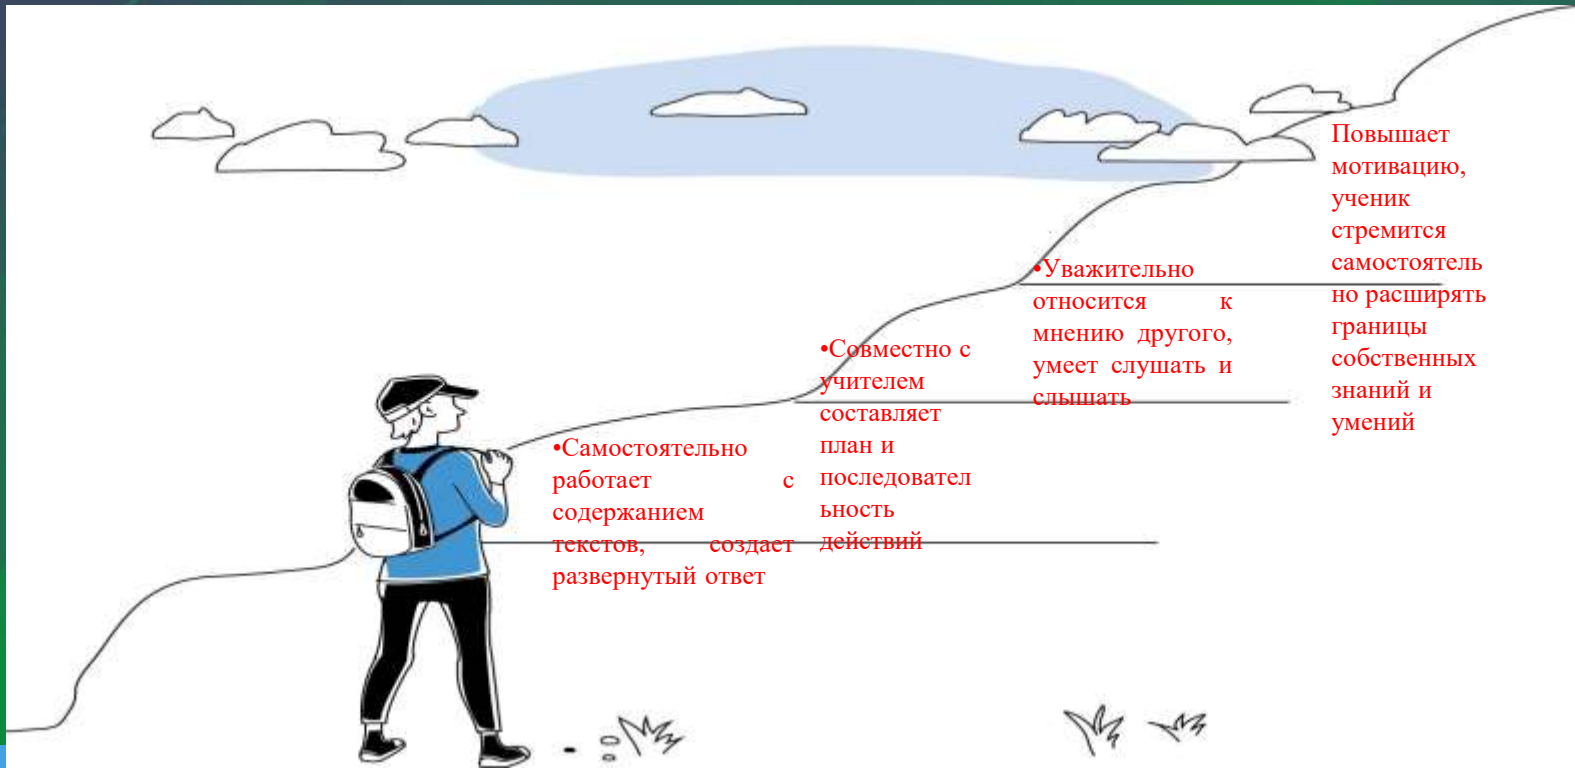 •Самостоятельно
работает с
содержанием
текстов, создает
развернутый ответ
•Совместно с
учителем
составляет
план и
последовател
ьность
действий
•Уважительно
относится к
мнению другого,
умеет слушать и
слышать
Повышает
мотивацию,
ученик
стремится
самостоятель
но расширять
границы
собственных
знаний и
умений